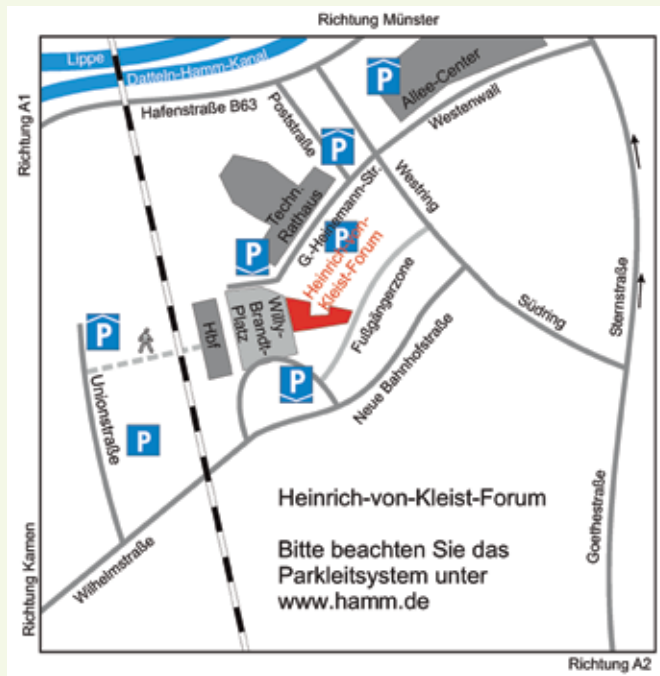 Richtung Münster
Lippe
Datteln-Hamm-Kanal
Hafenstraße B63
Richtung A1
P
Allee-Center
Westenwall
Poststraße
P
Westring
Techn.
Rathaus
G.-Heinemann-Str.
P
P
Heinrich-von-
Kleist-Forum
Sternstraße
Südring
Fußgängerzone
Willy-
Brandt-
Platz
Hbf
P
P
Neue Bahnhofstraße
Unionstraße
P
Goethestraße
Wilhelmstraße
Richtung Kamen
Heinrich-von-Kleist-Forum
Bitte beachten Sie das
Parkleitsystem unter
www.hamm.de
Richtung A2